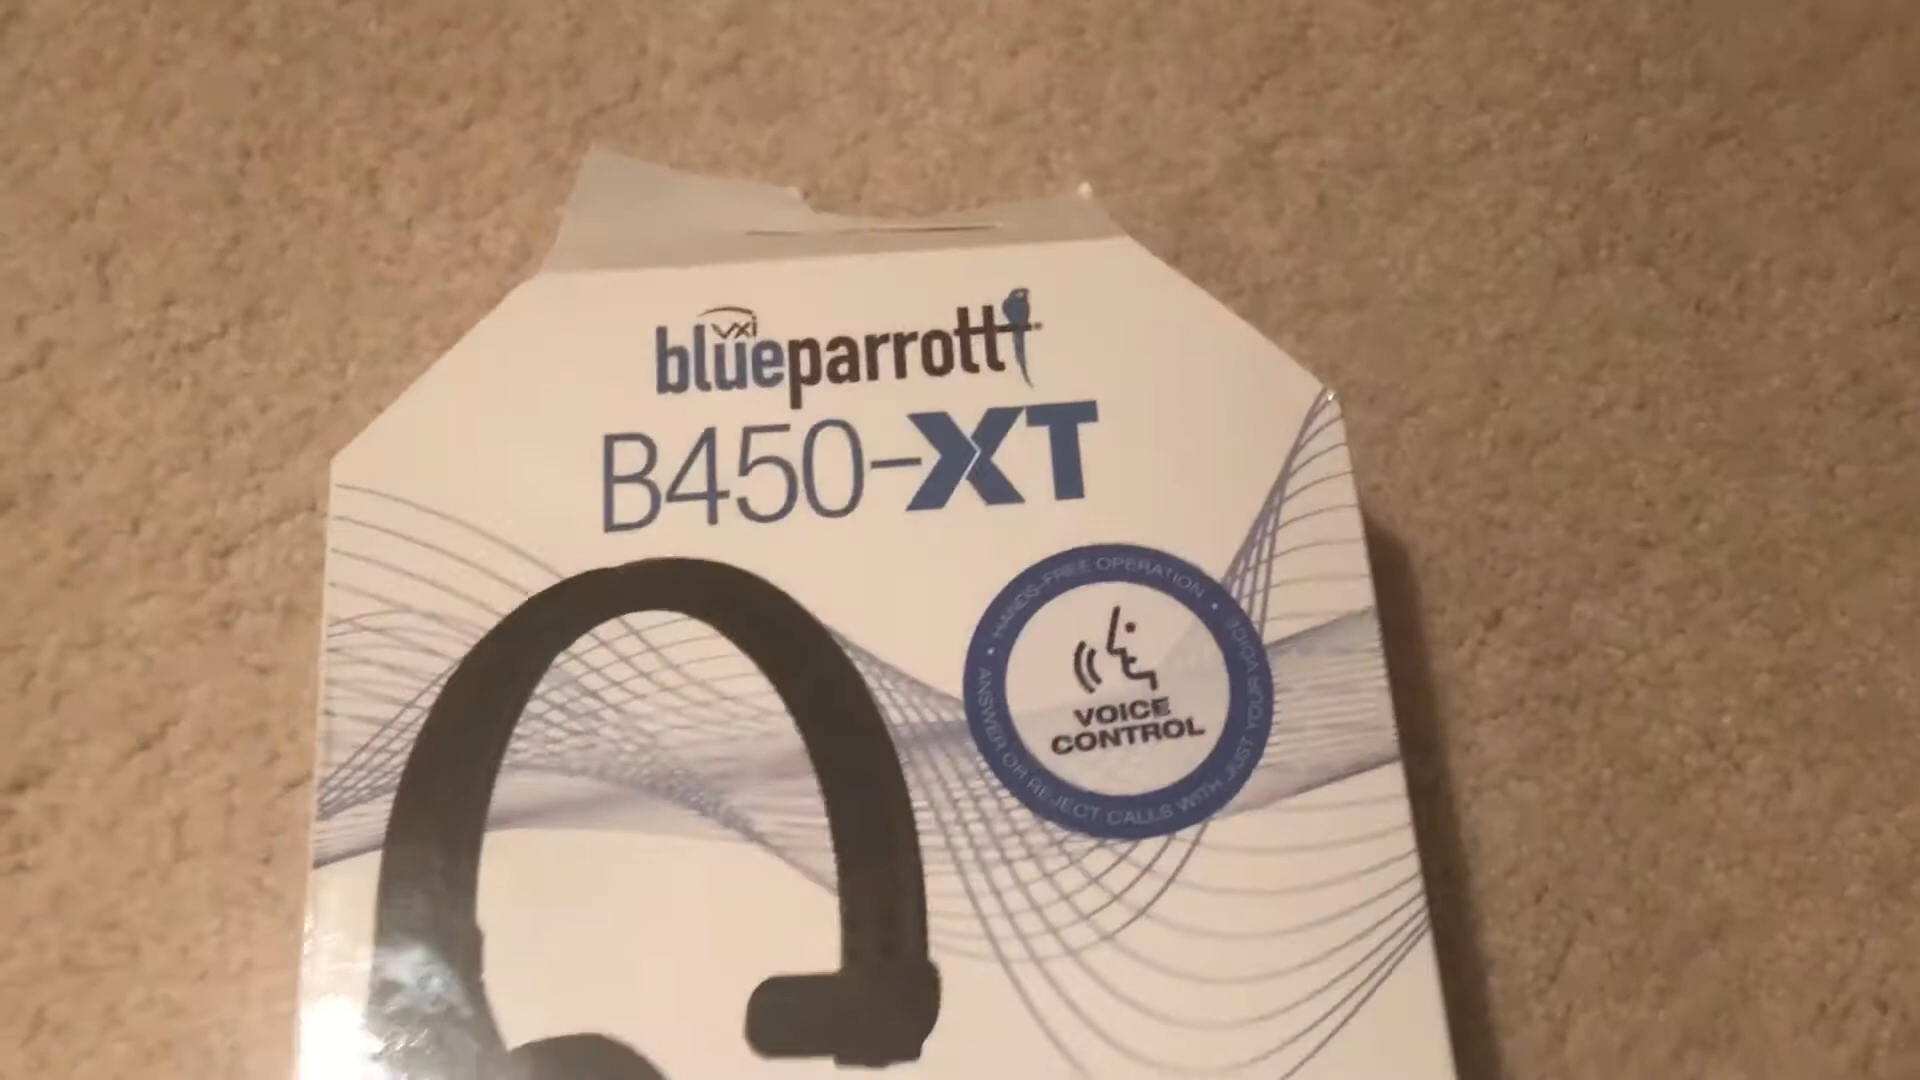 vxi
blueparrott
B450-XT
HANDS-FREE OPERATION •
ANSWER OR REJECT CALLS WITH JUST YOUR VOICE •
VOICE
CONTROL